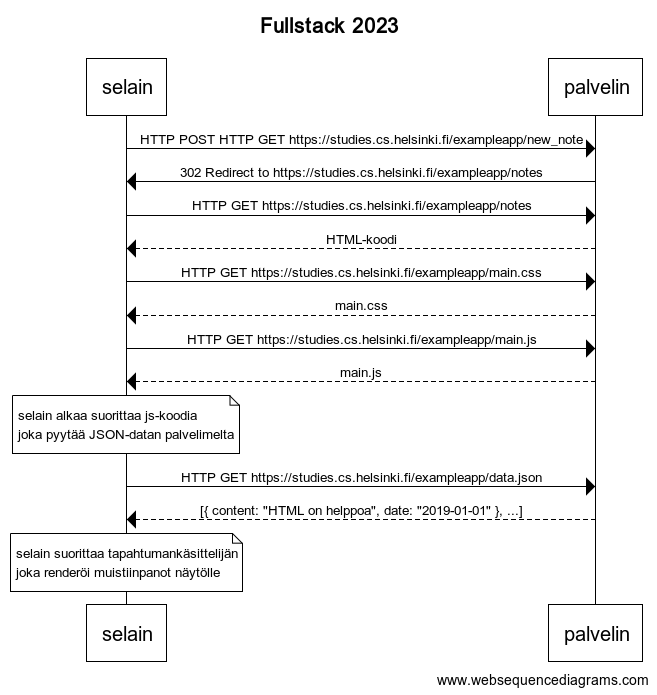 Fullstack 2023
selain
palvelin
HTTP POST HTTP GET https://studies.cs.helsinki.fi/exampleapp/new_note
302 Redirect to https://studies.cs.helsinki.fi/exampleapp/notes
HTTP GET https://studies.cs.helsinki.fi/exampleapp/notes
HTML-koodi
HTTP GET https://studies.cs.helsinki.fi/exampleapp/main.css
main.css
HTTP GET https://studies.cs.helsinki.fi/exampleapp/main.js
main.js
selain alkaa suorittaa js-koodia
joka pyytää JSON-datan palvelimelta
HTTP GET https://studies.cs.helsinki.fi/exampleapp/data.json
[{ content: "HTML on helppoa", date: "2019-01-01" }, ...]
selain suorittaa tapahtumankäsittelijän
joka renderöi muistiinpanot näytölle
selain
palvelin
www.websequencediagrams.com